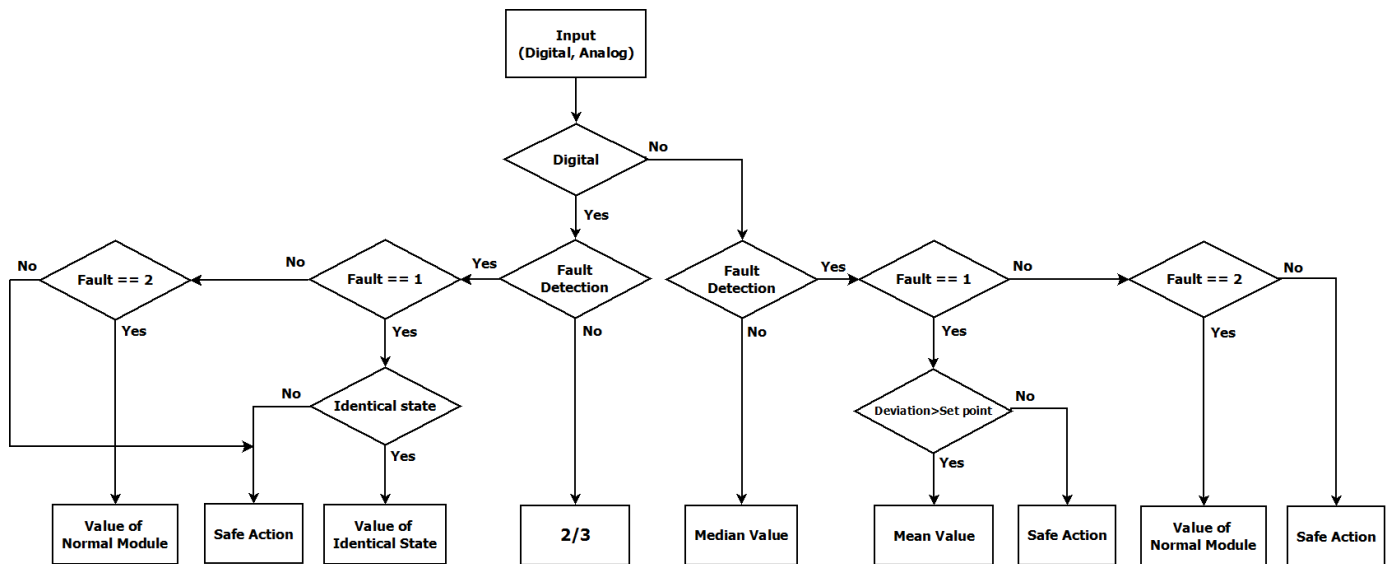 Input
(Digital, Analog)
Digital
No
Yes
No
Fault == 2
No
Fault == 1
Yes
Fault
Detection
Fault
Detection
Yes
Fault == 1
No
Fault == 2
No
Yes
Yes
No
No
Yes
Yes
No
Identical state
Deviation>Set point
No
Yes
Yes
Value of
Normal Module
Safe Action
Value of
Identical State
2/3
Median Value
Mean Value
Safe Action
Value of
Normal Module
Safe Action